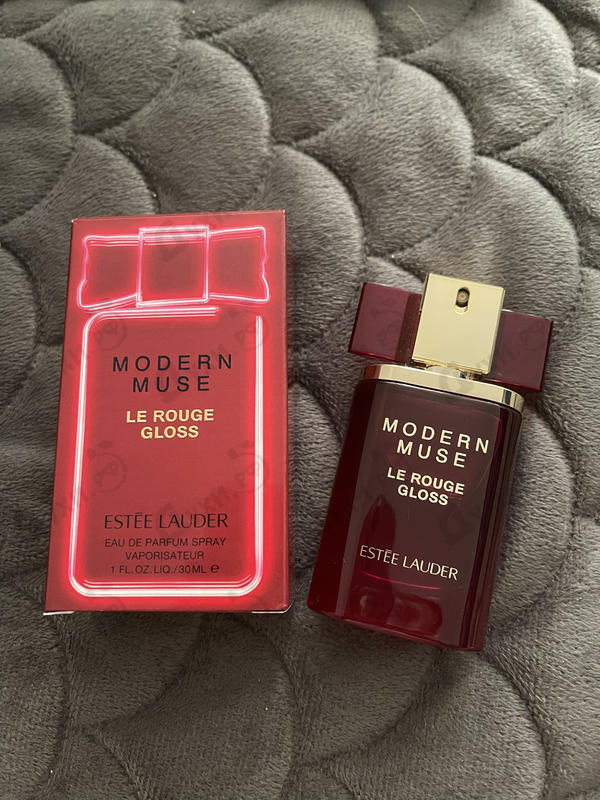 MODERN
MUSE
LE ROUGE
GLOSS
ESTĒE LAUDER
EAU DE PARFUM SPRAY
VAPORISATEUR
1 FL.OZ.LIQ./30ML ℮
MODERN
MUSE
LE ROUGE
GLOSS
ESTĒE LAUDER